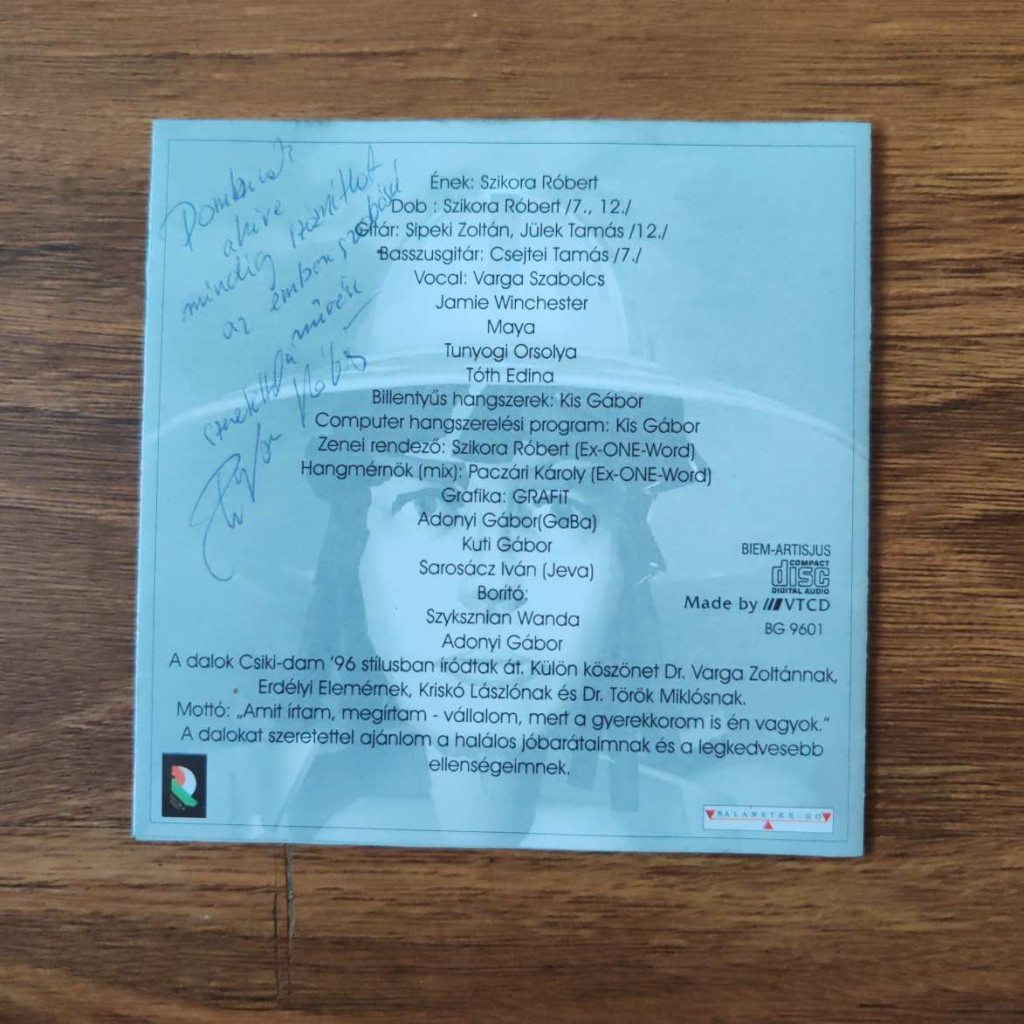 mindig számíthat
az
szeretettel
Ének: Szikora Róbert
Dob : Szikora Róbert /7., 12./
Gitár: Sipeki Zoltán, Jülek Tamás /12./
Basszusgitár: Csejtei Tamás /7./
Vocal: Varga Szabolcs
Jamie Winchester
Maya
Tunyogi Orsolya
Tóth Edina
Billentyűs hangszerek: Kis Gábor
Computer hangszerelési program: Kis Gábor
Zenei rendező: Szikora Róbert (Ex-ONE-Word)
Hangmérnök (mix): Paczári Károly (Ex-ONE-Word)
Grafika: GRAFiT
Adonyi Gábor(GaBa)
Kuti Gábor
Sarosácz Iván (Jeva)
Borító:
Szyksznian Wanda
Adonyi Gábor
BIEM-ARTISJUS
COMPACT
disc
DIGITAL AUDIO
Made by VTCD
BG 9601
A dalok Csiki-dam '96 stílusban íródtak át. Külön köszönet Dr. Varga Zoltánnak,
Erdélyi Elemérnek, Kriskó Lászlónak és Dr. Török Miklósnak.
Mottó: „Amit írtam, megírtam - vállalom, mert a gyerekkorom is én vagyok."
A dalokat szeretettel ajánlom a halálos jóbarátaimnak és a legkedvesebb
ellenségeimnek.
R